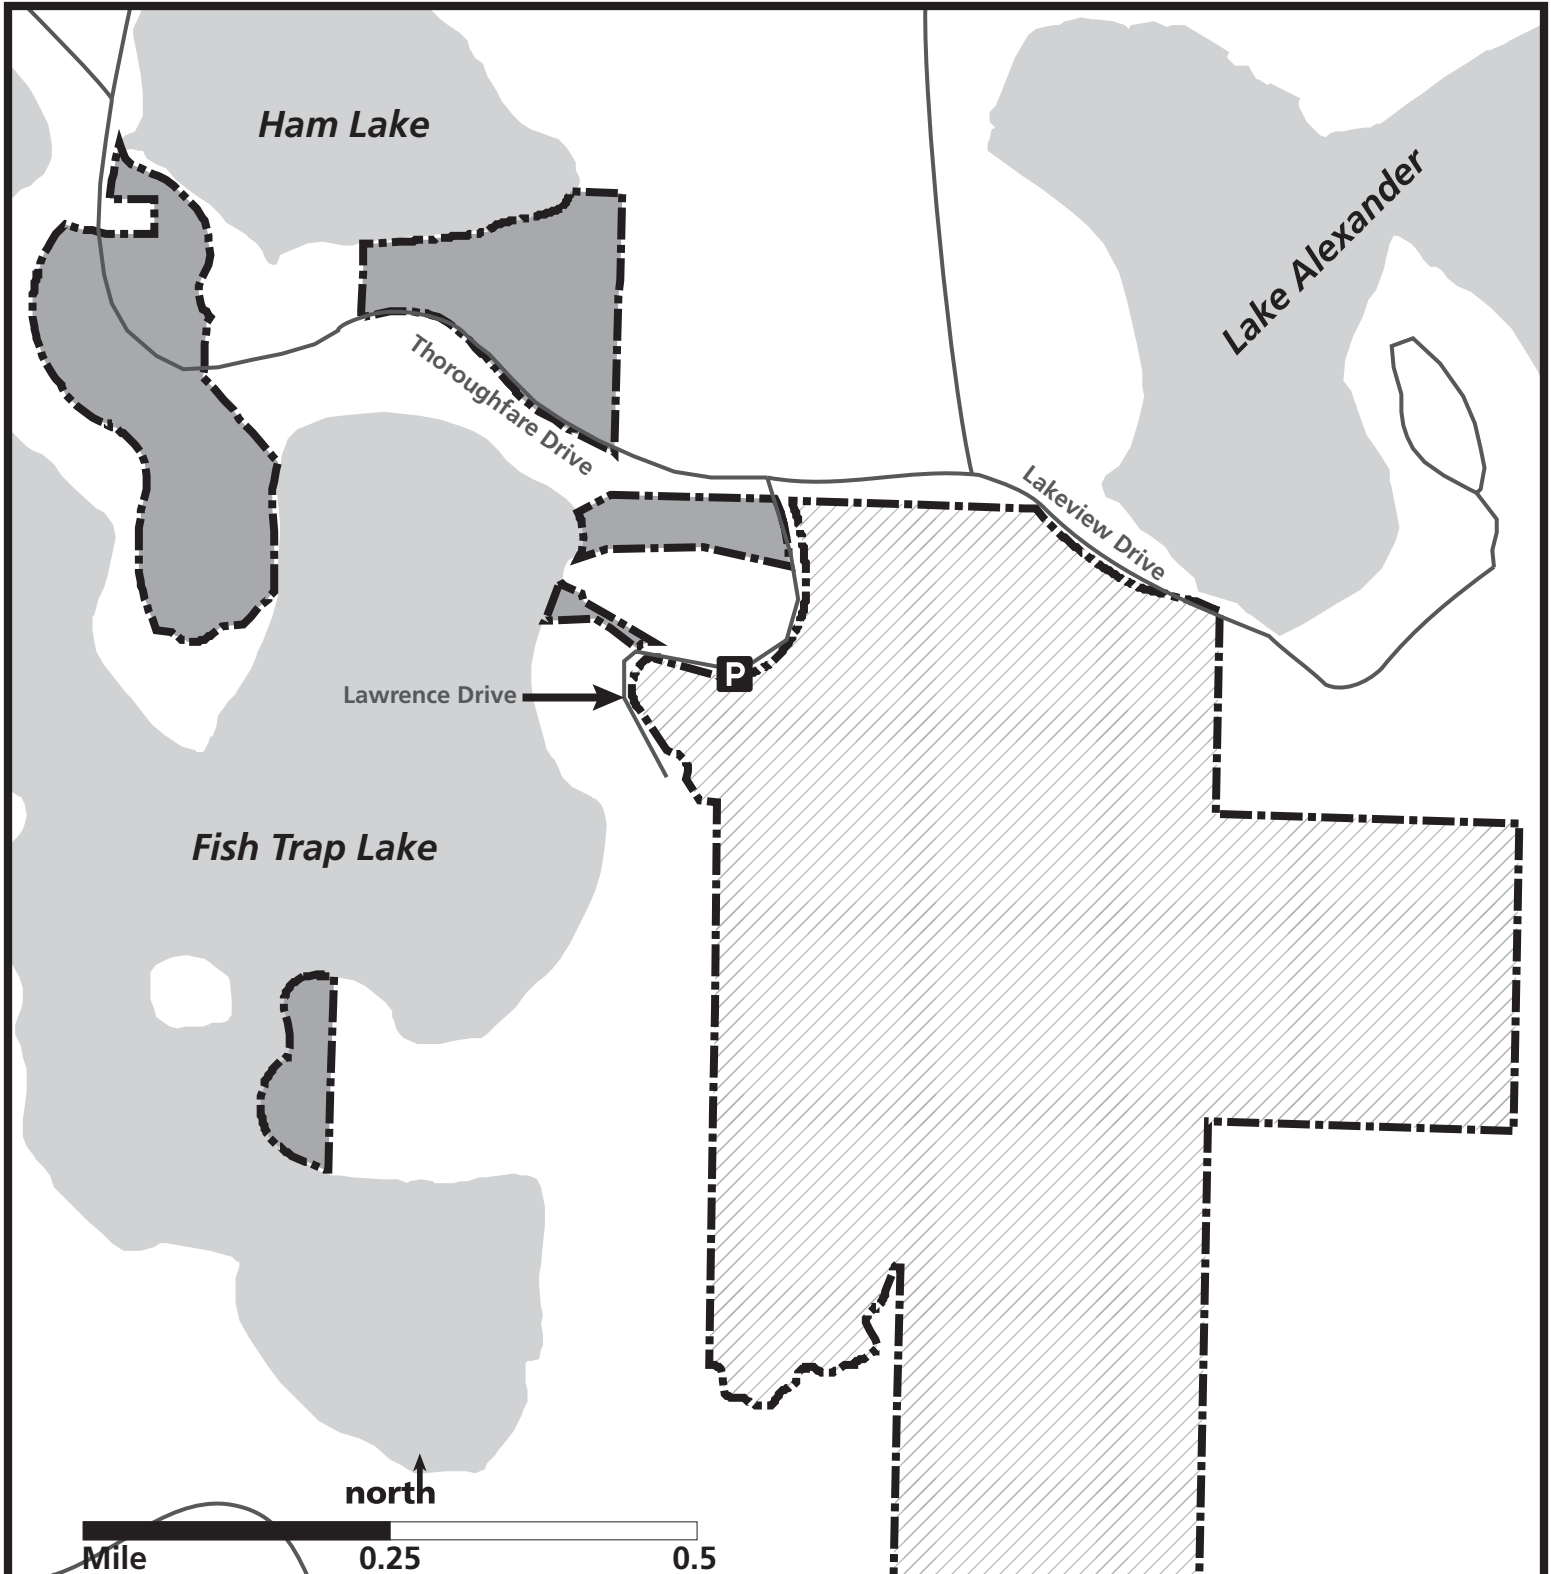 Ham Lake
Lake Alexander
Thoroughfare Drive
Lakeview Drive
P
Lawrence Drive
Fish Trap Lake
north
Mile 0.25 0.5